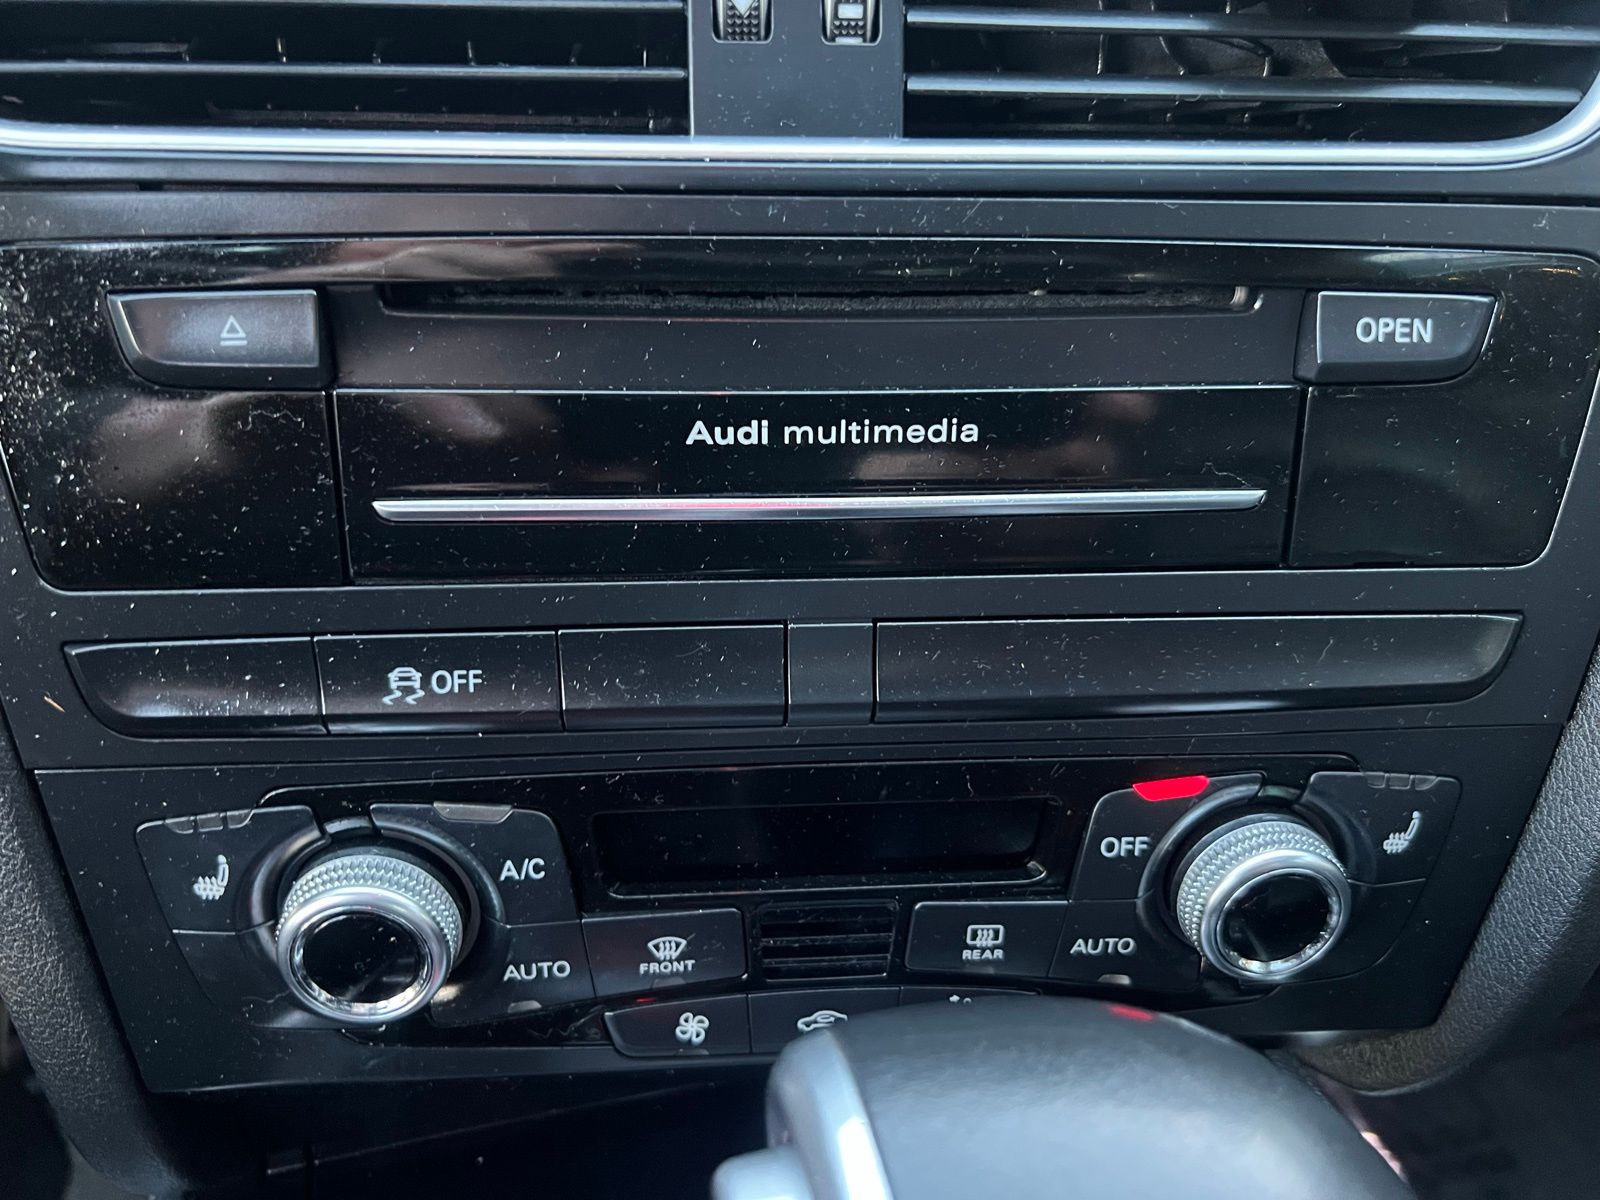 OPEN
Audi multimedia
OFF
A/C
OFF
AUTO
FRONT
REAR
AUTO